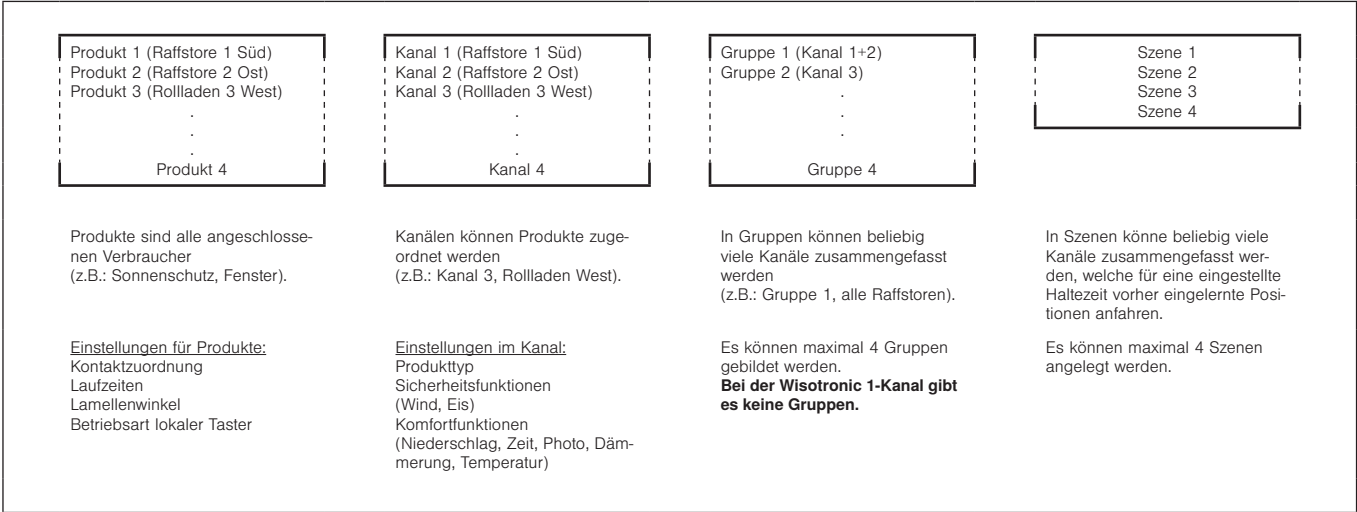 Produkt 1 (Raffstore 1 Süd)
Produkt 2 (Raffstore 2 Ost)
Produkt 3 (Rollladen 3 West)
.
.
.
Produkt 4
Produkte sind alle angeschlosse-
nen Verbraucher
(z.B.: Sonnenschutz, Fenster).
Einstellungen für Produkte:
Kontaktzuordnung
Laufzeiten
Lamellenwinkel
Betriebsart lokaler Taster
Kanal 1 (Raffstore 1 Süd)
Kanal 2 (Raffstore 2 Ost)
Kanal 3 (Rollladen 3 West)
.
.
.
Kanal 4
Kanälen können Produkte zuge-
ordnet werden
(z.B.: Kanal 3, Rollladen West).
Einstellungen im Kanal:
Produkttyp
Sicherheitsfunktionen
(Wind, Eis)
Komfortfunktionen
(Niederschlag, Zeit, Photo, Däm-
merung, Temperatur)
Gruppe 1 (Kanal 1+2)
Gruppe 2 (Kanal 3)
.
.
.
Gruppe 4
In Gruppen können beliebig
viele Kanäle zusammengefasst
werden
(z.B.: Gruppe 1, alle Raffstoren).
Es können maximal 4 Gruppen
gebildet werden.
Bei der Wisotronic 1-Kanal gibt
es keine Gruppen.
Szene 1
Szene 2
Szene 3
Szene 4
In Szenen könne beliebig viele
Kanäle zusammengefasst wer-
den, welche für eine eingestellte
Haltezeit vorher eingelernte Posi-
tionen anfahren.
Es können maximal 4 Szenen
angelegt werden.